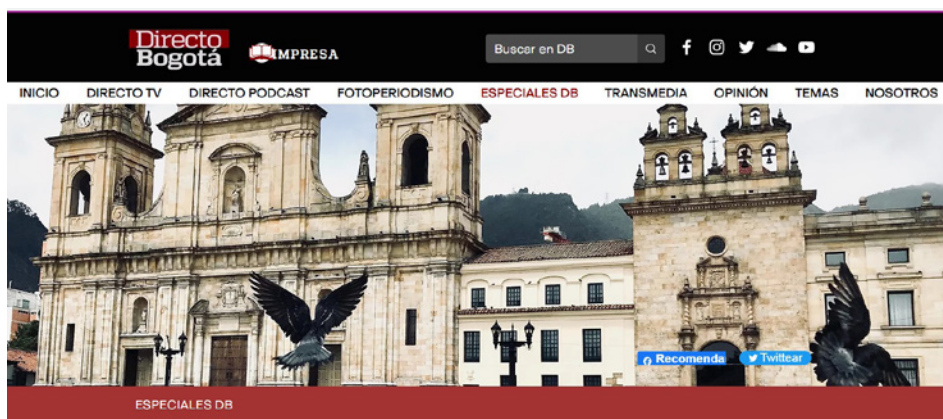 Directo
Bogotá
IMPRESA
Buscar en DB
INICIO DIRECTO TV DIRECTO PODCAST FOTOPERIODISMO ESPECIALES DB TRANSMEDIA OPINIÓN TEMAS NOSOTROS
Recomenda Twittear
ESPECIALES DB